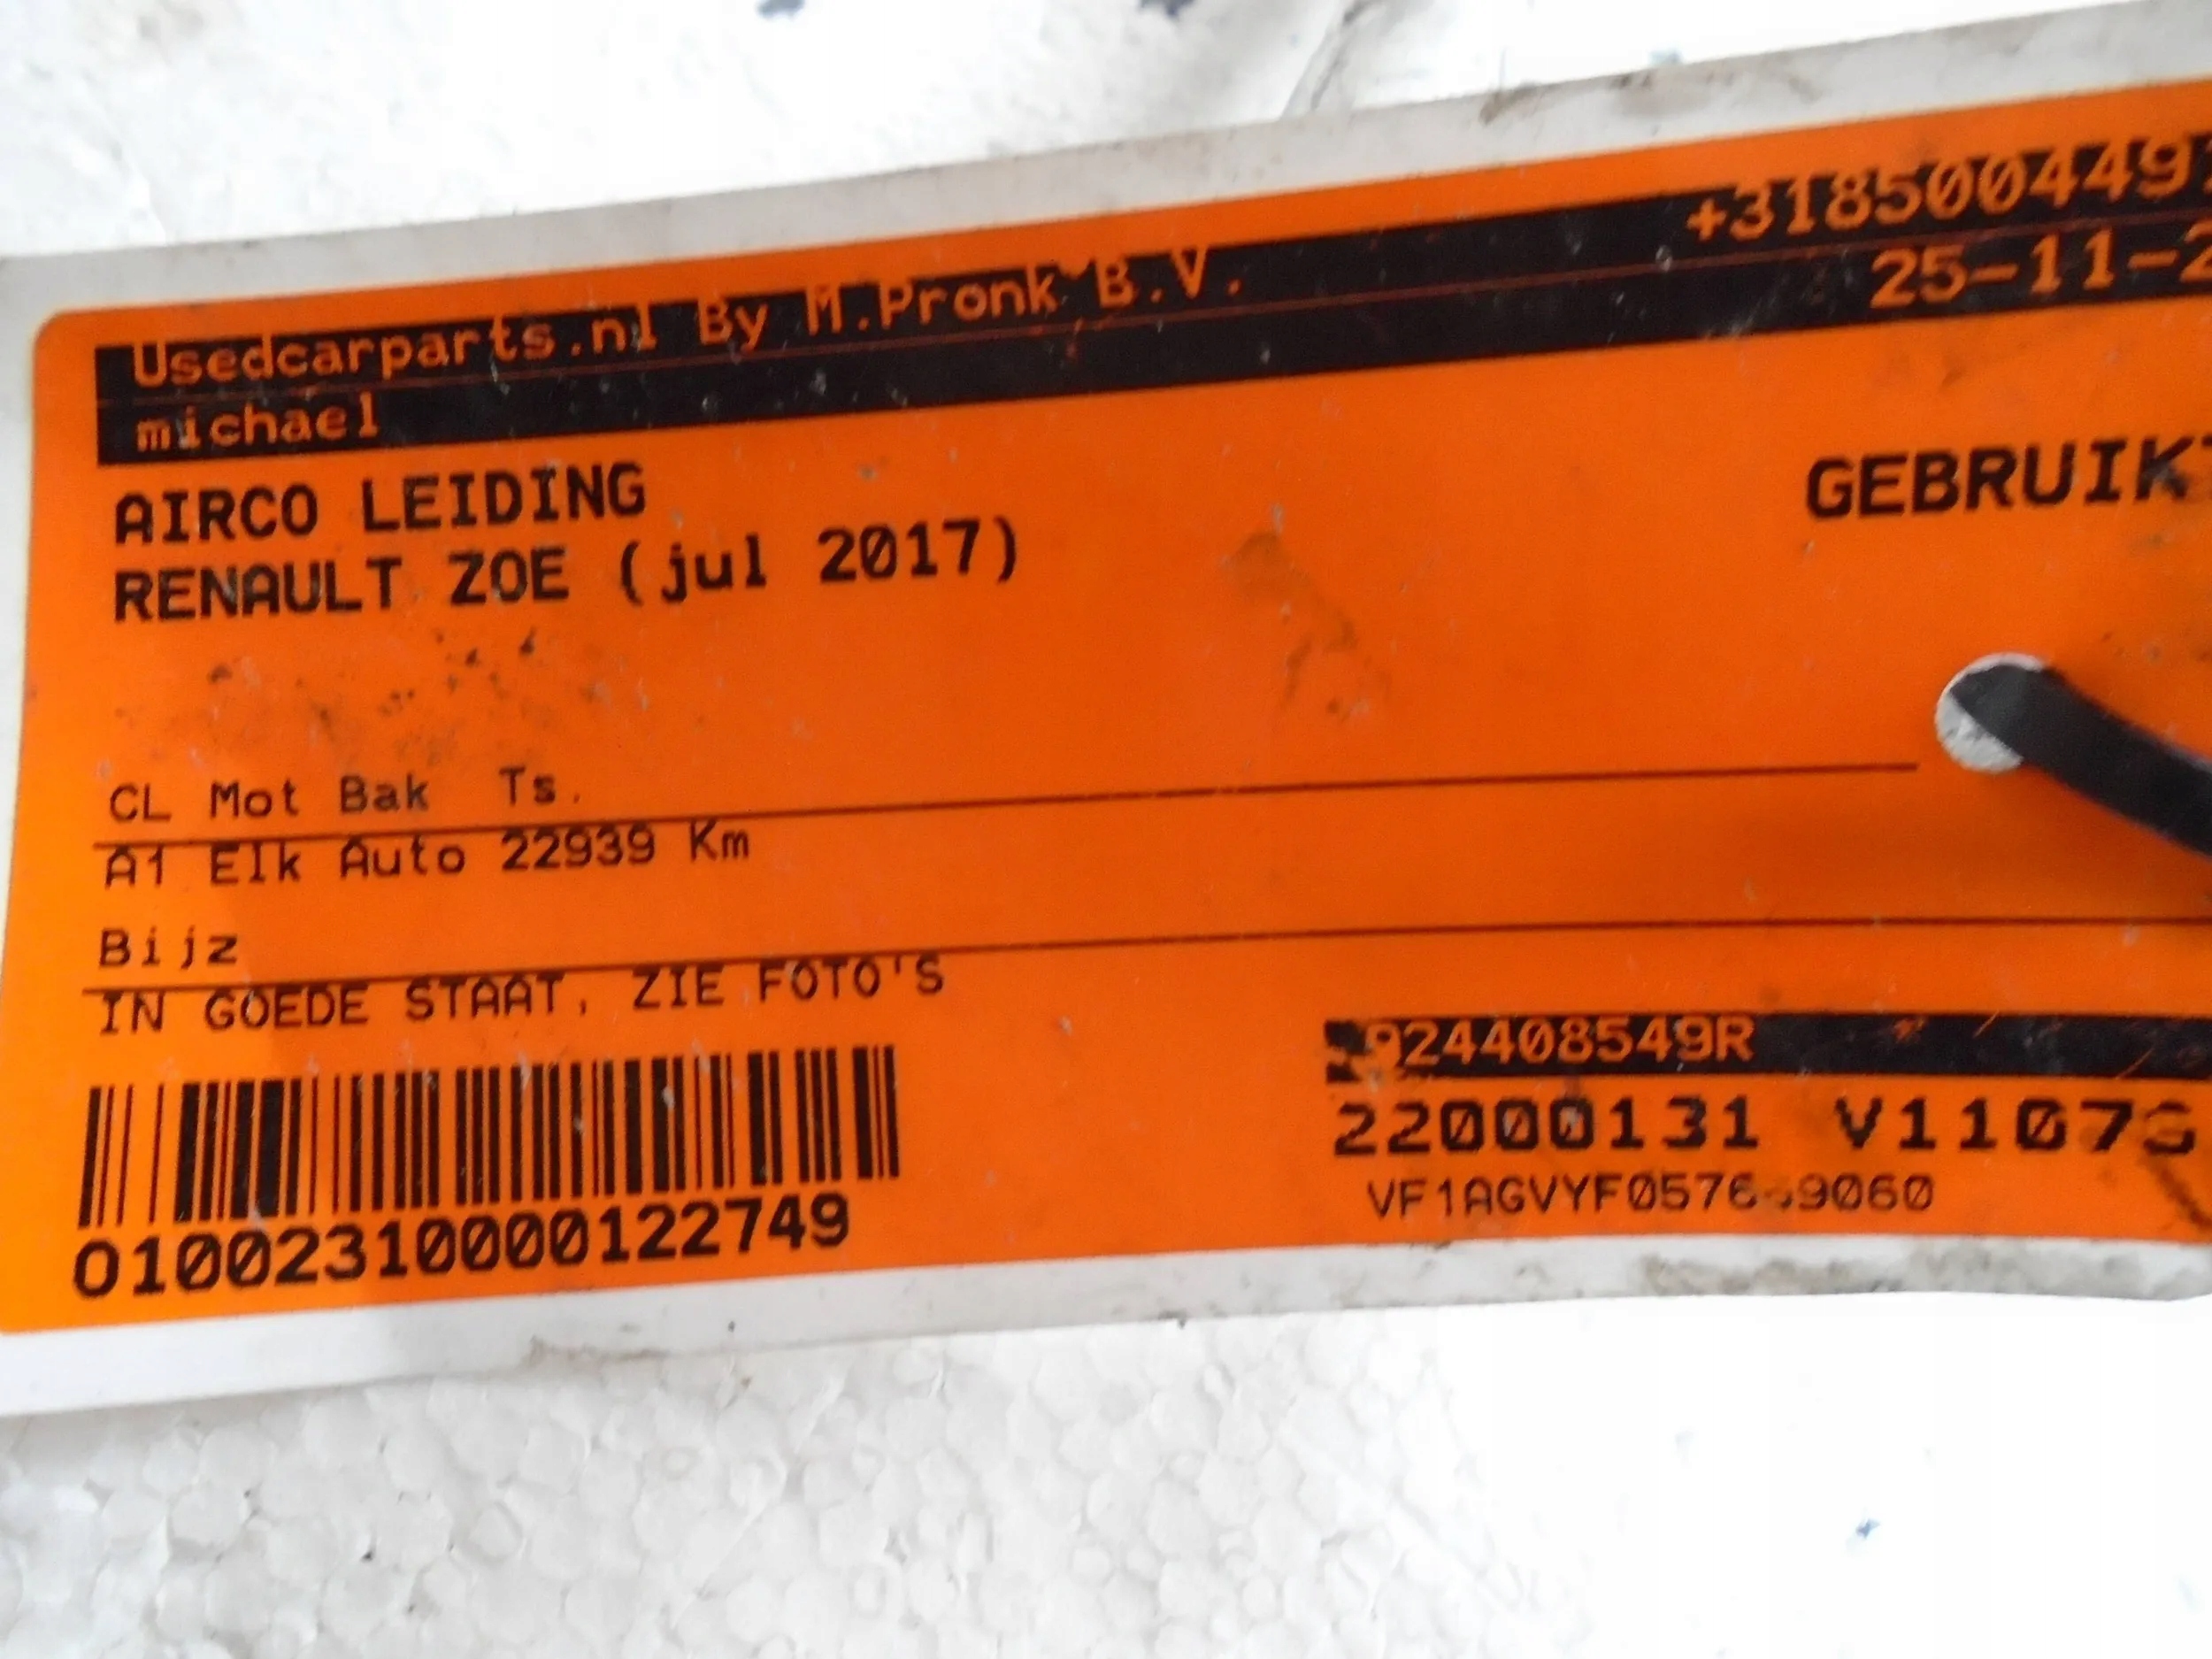 Usedcarparts.nl By M.Pronk B.V.
+318500449
michael
25-11-2
AIRCO LEIDING
GEBRUIKT
RENAULT ZOE (jul 2017)
CL Mot Bak Ts.
A1 Elk Auto 22939 Km
Bijz
IN GOEDE STAAT, ZIE FOTO'S
924408549R
22000131
01002310000122749